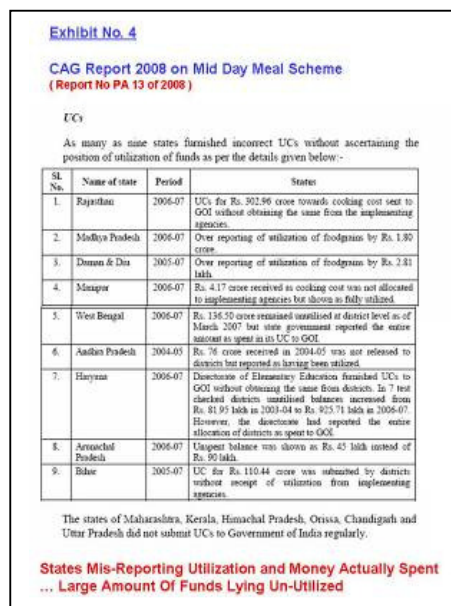 Exhibit No. 4
CAG Report 2008 on Mid Day Meal Scheme
( Report No PA 13 of 2008 )
UCs
As many as nine states furnished incorrect UCs without ascertaining the
position of utilization of funds as per the details given below:-
Sl. No. Name of state Period Status
1. Rajasthan 2006-07 UCs for Rs. 302.96 crore towards cooking cost sent to
GOI without obtaining the same from the implementing
agencies.
2. Madhya Pradesh 2006-07 Over reporting of utilization of foodgrains by Rs. 1.80
crore.
3. Daman & Diu 2005-07 Over reporting of utilization of foodgrains by Rs. 2.81
lakh.
4. Manipur 2006-07 Rs. 4.17 crore received as cooking cost was not allocated
to implementing agencies but shown as fully utilized.
5. West Bengal 2006-07 Rs. 136.50 crore remained unutilised at district level as of
March 2007 but state government reported the entire
amount as spent in its UC to GOI.
6. Andhra Pradesh 2004-05 Rs. 76 crore received in 2004-05 was not released to
districts but reported as having been utilized.
7. Haryana 2006-07 Directorate of Elementary Education furnished UCs to
GOI without obtaining the same from districts. In 7 test
checked districts unutilised balances increased from
Rs. 81.95 lakh in 2003-04 to Rs. 925.71 lakh in 2006-07.
However, the directorate had reported the entire
allocation of districts as spent to GOI.
8. Arunachal Pradesh 2006-07 Unspent balance was shown as Rs. 45 lakh instead of
Rs. 90 lakh.
9. Bihar 2005-07 UC for Rs. 110.44 crore was submitted by districts
without receipt of utilization from implementing
agencies.
The states of Maharashtra, Kerala, Himachal Pradesh, Orissa, Chandigarh and
Uttar Pradesh did not submit UCs to Government of India regularly.
States Mis-Reporting Utilization and Money Actually Spent
... Large Amount Of Funds Lying Un-Utilized